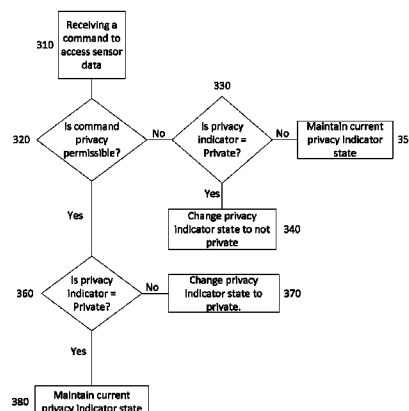 310
Receiving a
command to
access sensor
data
330
320
Is command
privacy
permissible?
No
Is privacy
indicator =
Private?
No
Maintain current
privacy indicator
state
35
Yes
Change privacy
indicator state to not
private
340
Yes
360
Is privacy
indicator =
Private?
No
Change privacy
indicator state to
private.
370
Yes
380
Maintain current
privacy indicator state